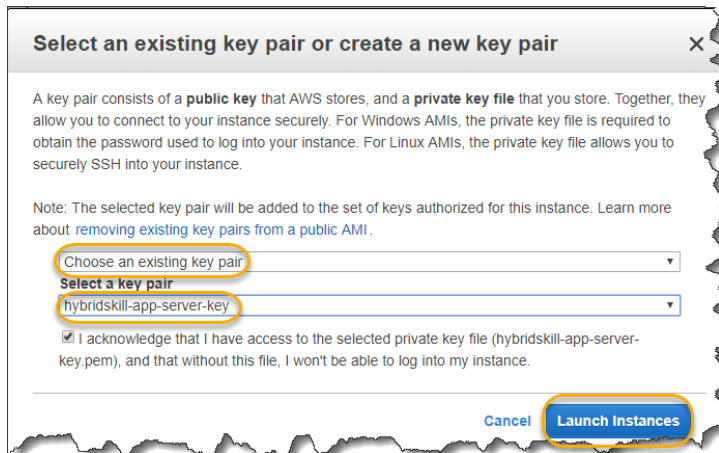 Select an existing key pair or create a new key pair
A key pair consists of a public key that AWS stores, and a private key file that you store. Together, they
allow you to connect to your instance securely. For Windows AMIs, the private key file is required to
obtain the password used to log into your instance. For Linux AMIs, the private key file allows you to
securely SSH into your instance.
Note: The selected key pair will be added to the set of keys authorized for this instance. Learn more
about removing existing key pairs from a public AMI.
Choose an existing key pair
Select a key pair
hybridskill-app-server-key
I acknowledge that I have access to the selected private key file (hybridskill-app-server-
key.pem), and that without this file, I won't be able to log into my instance.
Cancel Launch Instances